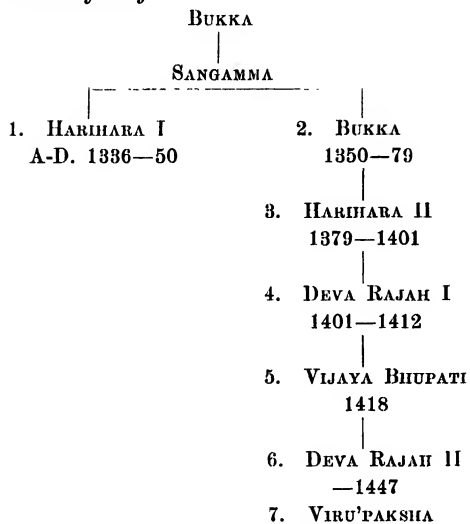 BUKKA
SANGAMMA
1. HARIHARA I
A-D. 1336—50
2. BUKKA
1350—79
3. HARIHARA II
1379—1401
4. DEVA RAJAH I
1401—1412
5. VIJAYA BHUPATI
1418
6. DEVA RAJAH II
—1447
7. VIRU'PAKSHA